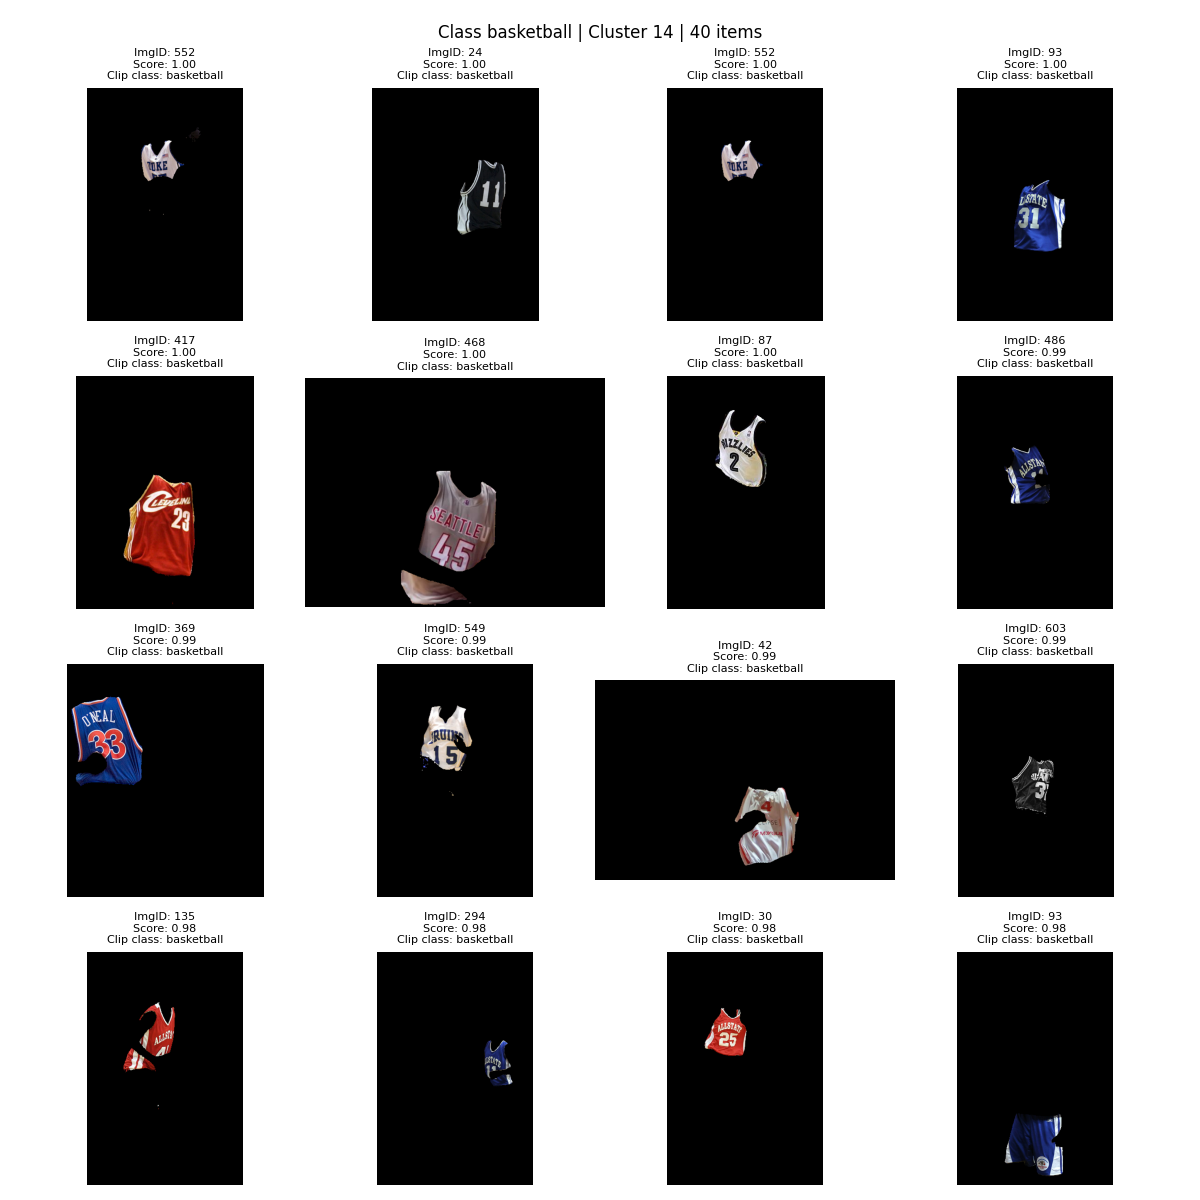 Class basketball | Cluster 14 | 40 items
ImgID: 552
Score: 1.00
Clip class: basketball
ImgID: 24
Score: 1.00
Clip class: basketball
ImgID: 552
Score: 1.00
Clip class: basketball
ImgID: 93
Score: 1.00
Clip class: basketball
11
31
ImgID: 417
Score: 1.00
Clip class: basketball
ImgID: 468
Score: 1.00
Clip class: basketball
ImgID: 87
Score: 1.00
Clip class: basketball
ImgID: 486
Score: 0.99
Clip class: basketball
23
SEATTLE U
45
2
ImgID: 369
Score: 0.99
Clip class: basketball
ImgID: 549
Score: 0.99
Clip class: basketball
ImgID: 42
Score: 0.99
Clip class: basketball
ImgID: 603
Score: 0.99
Clip class: basketball
O'NEAL
33
15
ImgID: 135
Score: 0.98
Clip class: basketball
ImgID: 294
Score: 0.98
Clip class: basketball
ImgID: 30
Score: 0.98
Clip class: basketball
ImgID: 93
Score: 0.98
Clip class: basketball
25